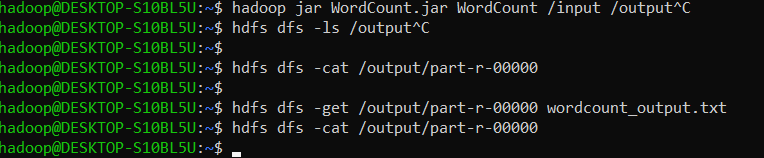 hadoop@DESKTOP-S10BL5U:~$ hadoop jar WordCount.jar WordCount /input /output^C
hadoop@DESKTOP-S10BL5U:~$ hdfs dfs -ls /output^C
hadoop@DESKTOP-S10BL5U:~$
hadoop@DESKTOP-S10BL5U:~$ hdfs dfs -cat /output/part-r-00000
hadoop@DESKTOP-S10BL5U:~$
hadoop@DESKTOP-S10BL5U:~$ hdfs dfs -get /output/part-r-00000 wordcount_output.txt
hadoop@DESKTOP-S10BL5U:~$ hdfs dfs -cat /output/part-r-00000
hadoop@DESKTOP-S10BL5U:~$